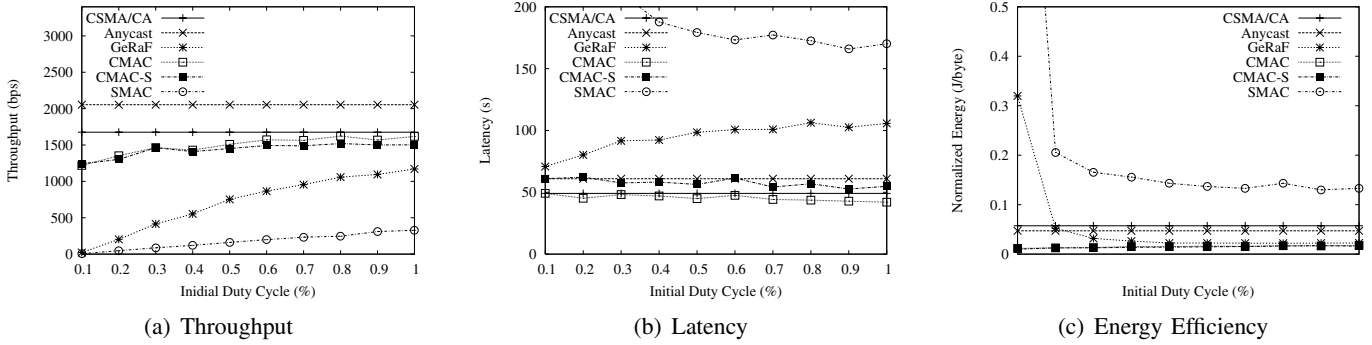 3500
3000
2500
2000
1500
1000
500
0
Throughput (bps)
CSMA/CA
Anycast
GeRaF
CMAC
CMAC-S
SMAC
0.1 0.2 0.3 0.4 0.5 0.6 0.7 0.8 0.9 1
Inidial Duty Cycle (%)
(a) Throughput
200
150
100
50
0
Latency (s)
CSMA/CA
Anycast
GeRaF
CMAC
CMAC-S
SMAC
0.1 0.2 0.3 0.4 0.5 0.6 0.7 0.8 0.9 1
Initial Duty Cycle (%)
(b) Latency
0.5
0.4
0.3
0.2
0.1
0
Normalized Energy (J/byte)
CSMA/CA
Anycast
GeRaF
CMAC
CMAC-S
SMAC
Initial Duty Cycle (%)
(c) Energy Efficiency